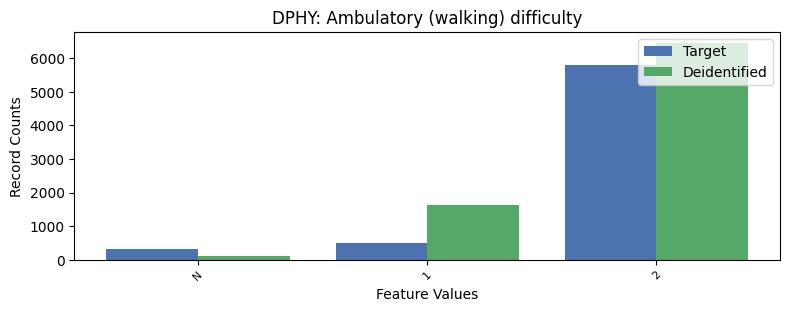 DPHY: Ambulatory (walking) difficulty
Target
Deidentified
Record Counts
6000
5000
4000
3000
2000
1000
0
N
1
2
Feature Values